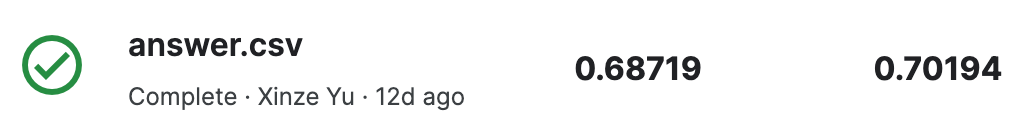 answer.csv
0.68719 0.70194
Complete · Xinze Yu · 12d ago